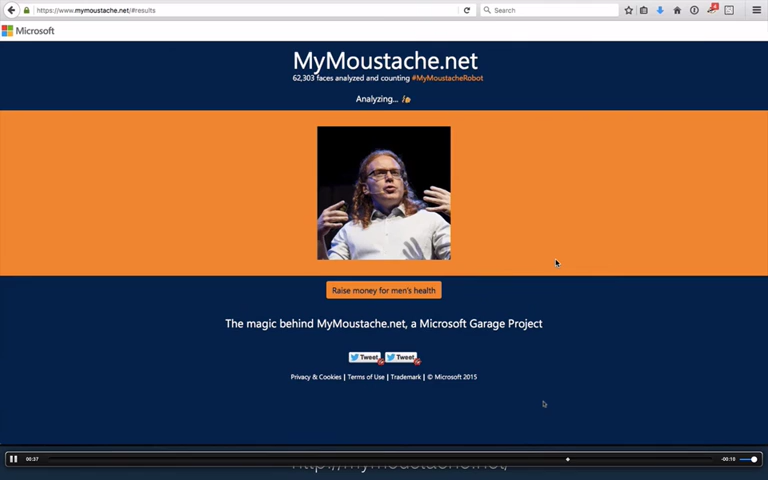 https://www.mymoustache.net/#results
Search
Microsoft
MyMoustache.net
62,303 faces analyzed and counting #MyMoustacheRobot
Analyzing...
Raise money for men's health
The magic behind MyMoustache.net, a Microsoft Garage Project
Tweet Tweet
Privacy & Cookies | Terms of Use | Trademark | © Microsoft 2015
00:37
-00:10
http://mymoustache.net/